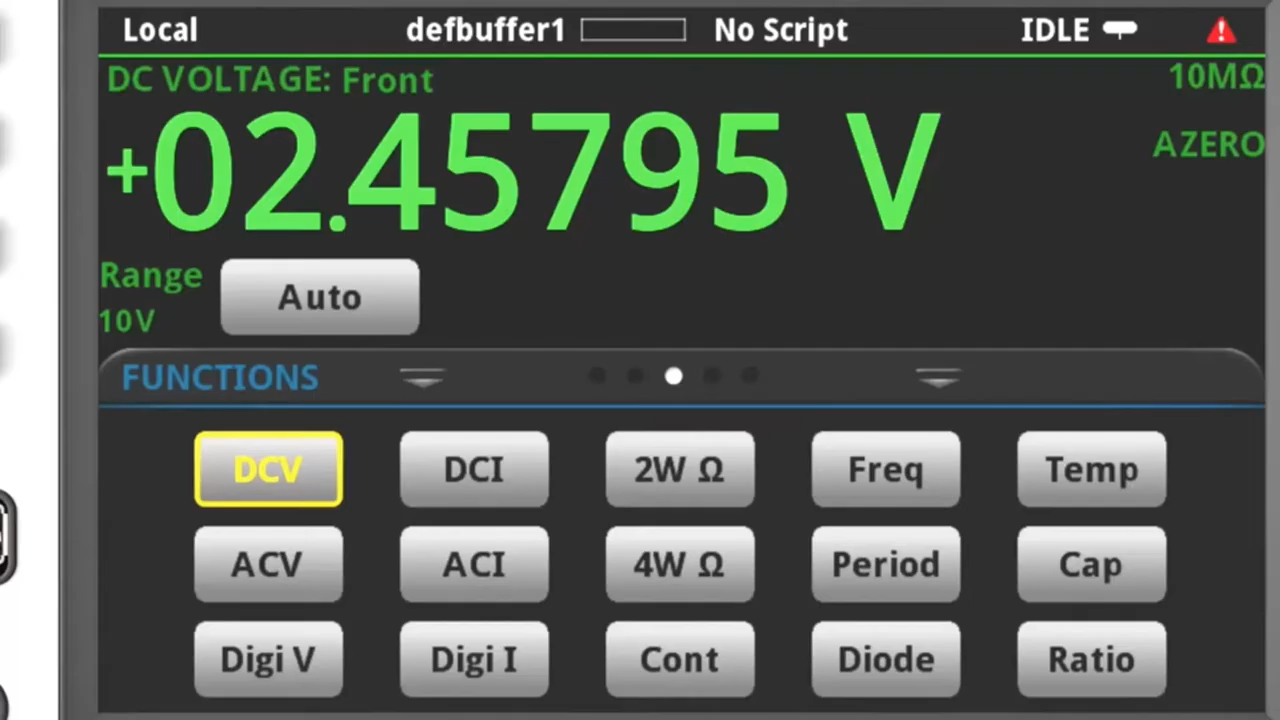 Local defbuffer1 No Script IDLE
DC VOLTAGE: Front 10MΩ
+02.45795 V AZERO
Range Auto
10V
FUNCTIONS
DCV DCI 2W Ω Freq Temp
ACV ACI 4W Ω Period Cap
Digi V Digi I Cont Diode Ratio